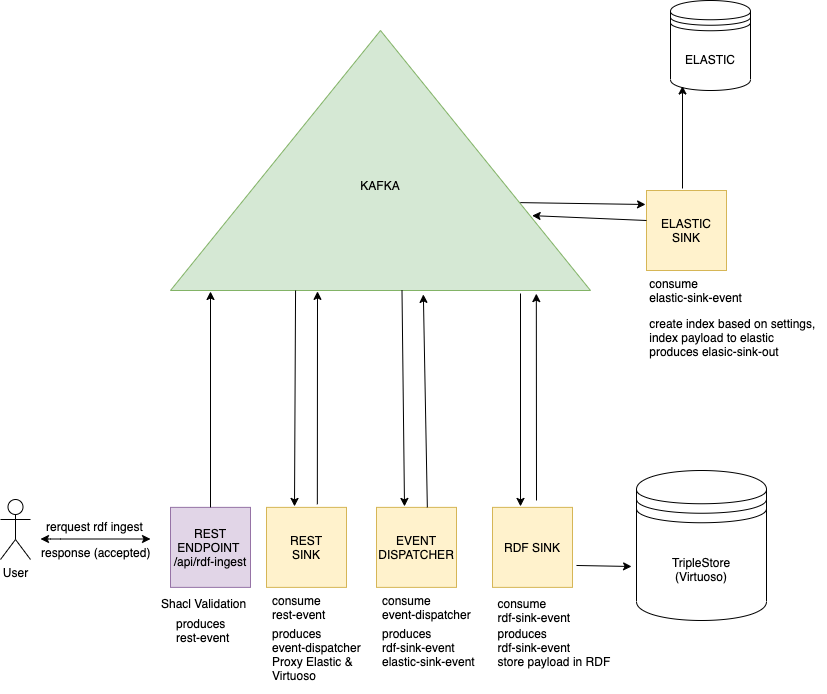 ELASTIC
KAFKA
ELASTIC
SINK
consume
elastic-sink-event
create index based on settings,
index payload to elastic
produces elasic-sink-out
rerquest rdf ingest
response (accepted)
User
REST
ENDPOINT
/api/rdf-ingest
Shacl Validation
produces
rest-event
REST
SINK
consume
rest-event
produces
event-dispatcher
Proxy Elastic &
Virtuoso
EVENT
DISPATCHER
consume
event-dispatcher
produces
rdf-sink-event
elastic-sink-event
RDF SINK
consume
rdf-sink-event
produces
rdf-sink-event
store payload in RDF
TripleStore
(Virtuoso)